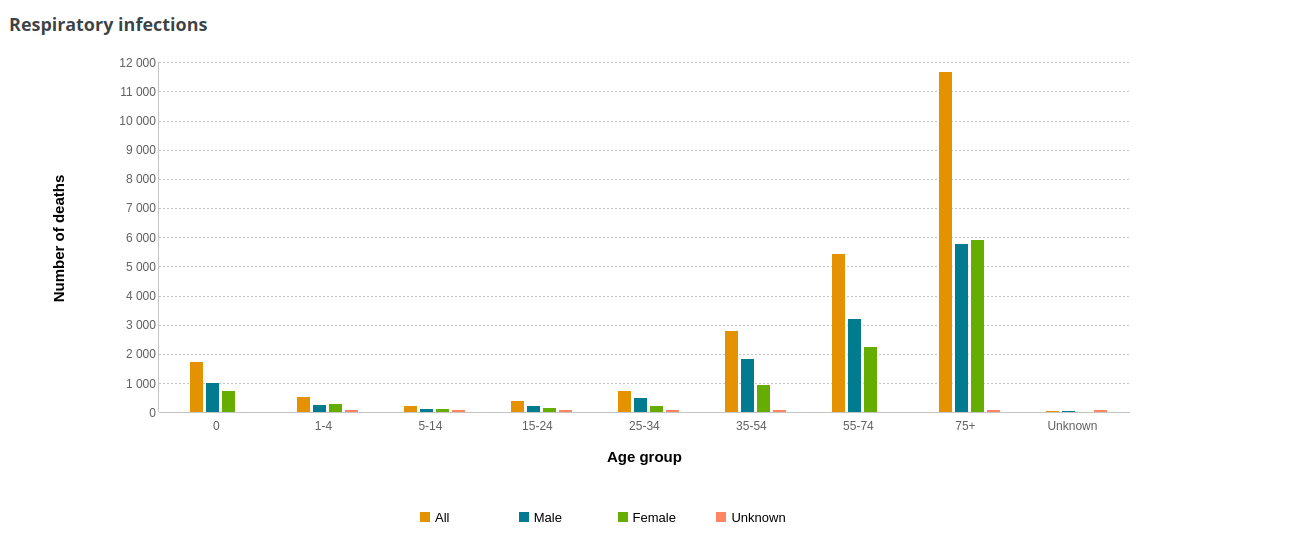 Respiratory infections
12 000
11 000
10 000
9 000
8 000
7 000
6 000
5 000
4 000
3 000
2 000
1 000
0
Number of deaths
0 1-4 5-14 15-24 25-34 35-54 55-74 75+ Unknown
Age group
All Male Female Unknown